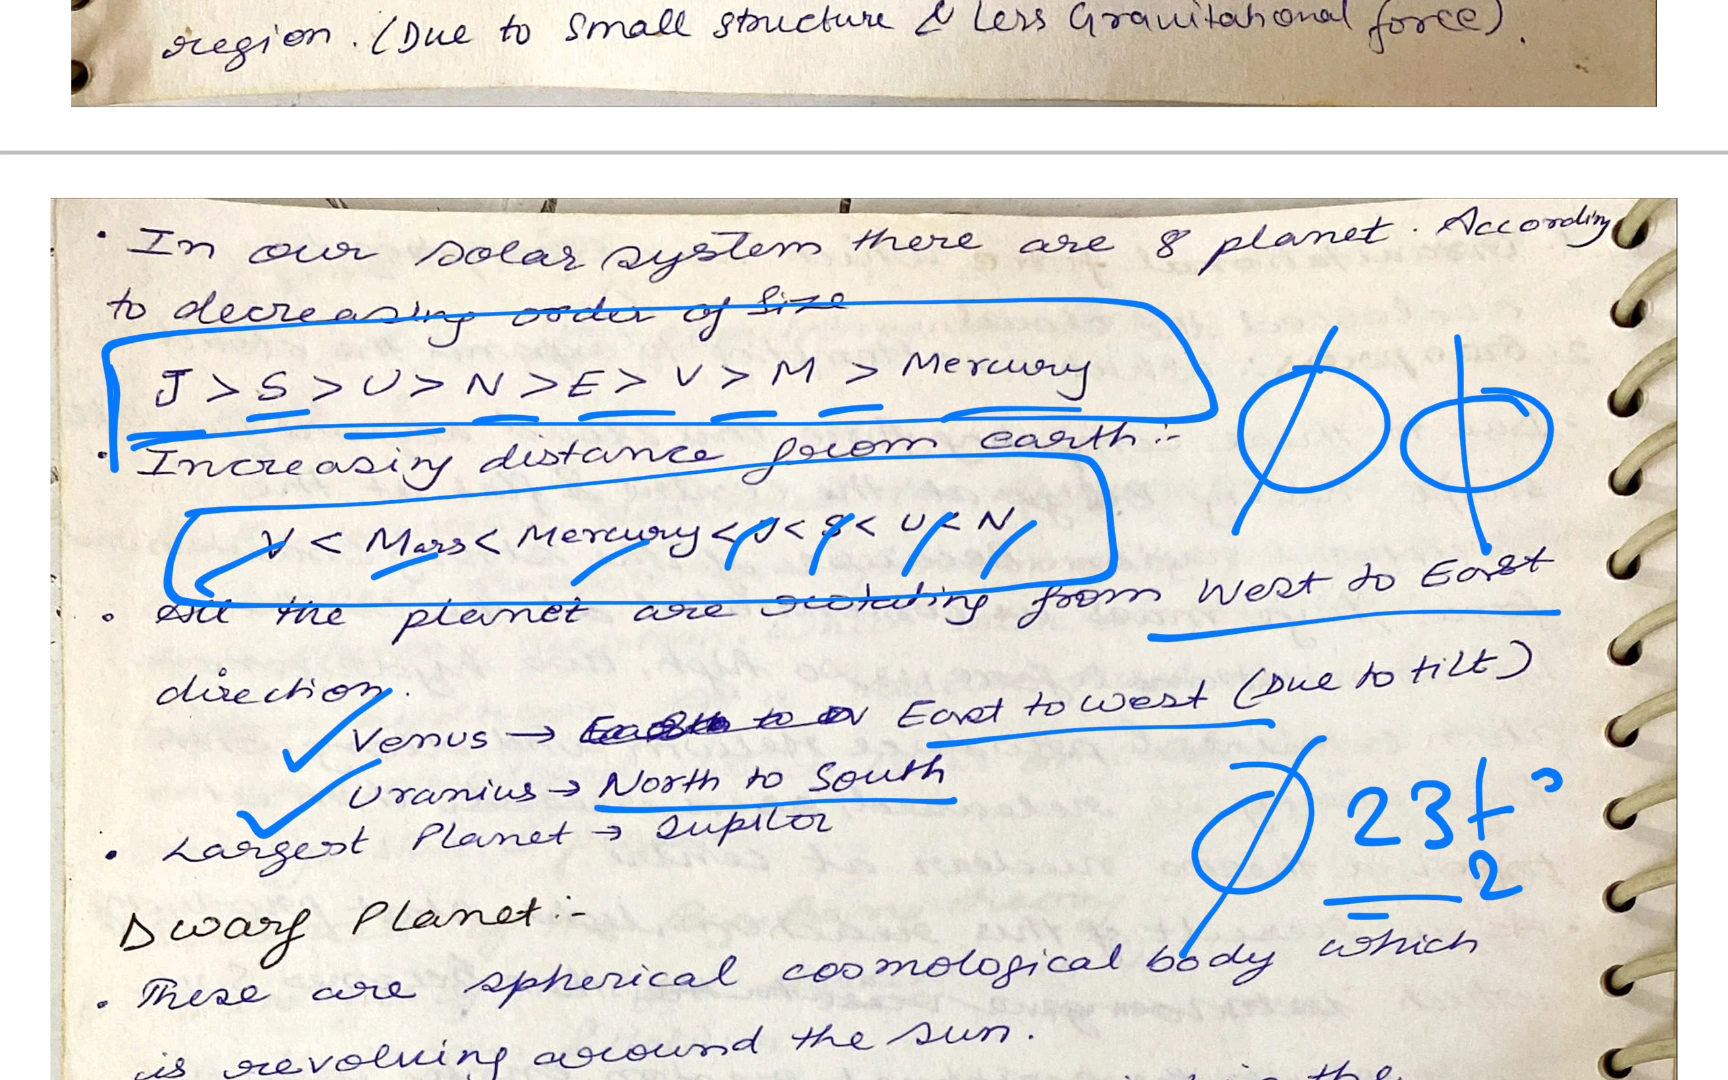 region. (Due to small structure & Less Gravitational force).
• In our solar system there are 8 planet. According
to decreasing order of size
J > S > U > N > E > V > M > Mercury
• Increasing distance from earth :-
V < Mars < Mercury < J < S < U < N
• All the planet are rotating from West to East
direction.
Venus → East to West (Due to tilt)
Uranius → North to South
• Largest Planet → Jupitor
23 1/2°
Dwarf Planet :-
• These are spherical cosmological body which
is revolving around the sun.
the